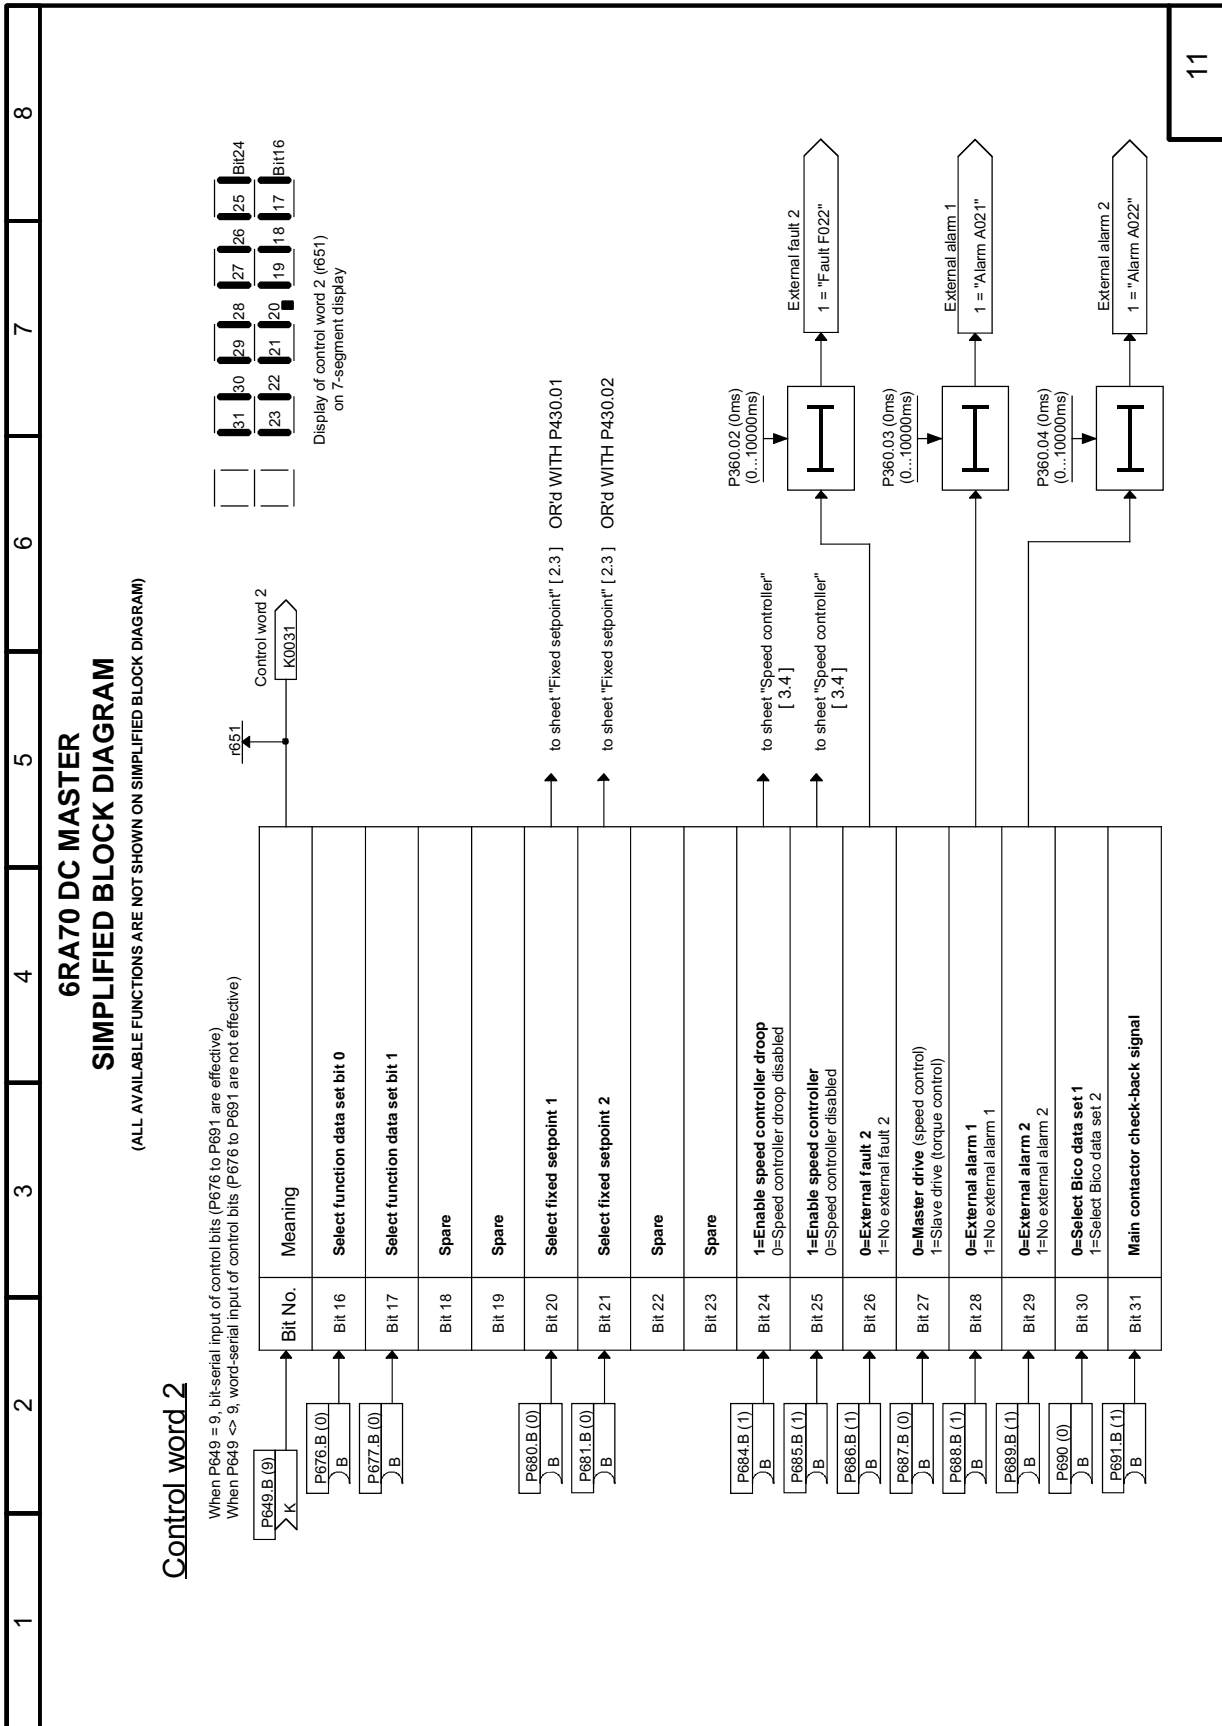 1 2 3 4 5 6 7 8
6RA70 DC MASTER
SIMPLIFIED BLOCK DIAGRAM
(ALL AVAILABLE FUNCTIONS ARE NOT SHOWN ON SIMPLIFIED BLOCK DIAGRAM)
Control word 2
When P649 = 9, bit-serial input of control bits (P676 to P691 are effective)
When P649 <> 9, word-serial input of control bits (P676 to P691 are not effective)
r651
Control word 2
K0031
31 30 29 28 27 26 25 Bit24
23 22 21 20 19 18 17 Bit16
Display of control word 2 (r651)
on 7-segment display
P649.B (9)
K
Bit No. Meaning
P676.B (0)
B
Bit 16 Select function data set bit 0
P677.B (0)
B
Bit 17 Select function data set bit 1
Bit 18 Spare
Bit 19 Spare
P680.B (0)
B
Bit 20 Select fixed setpoint 1
to sheet "Fixed setpoint" [ 2.3 ] OR'd WITH P430.01
P681.B (0)
B
Bit 21 Select fixed setpoint 2
to sheet "Fixed setpoint" [ 2.3 ] OR'd WITH P430.02
Bit 22 Spare
Bit 23 Spare
P684.B (1)
B
Bit 24 1=Enable speed controller droop
0=Speed controller droop disabled
to sheet "Speed controller"
[ 3.4 ]
P685.B (1)
B
Bit 25 1=Enable speed controller
0=Speed controller disabled
to sheet "Speed controller"
[ 3.4 ]
P686.B (1)
B
Bit 26 0=External fault 2
1=No external fault 2
P360.02 (0ms)
(0...10000ms)
External fault 2
1 = "Fault F022"
P687.B (0)
B
Bit 27 0=Master drive (speed control)
1=Slave drive (torque control)
P688.B (1)
B
Bit 28 0=External alarm 1
1=No external alarm 1
P360.03 (0ms)
(0...10000ms)
External alarm 1
1 = "Alarm A021"
P689.B (1)
B
Bit 29 0=External alarm 2
1=No external alarm 2
P360.04 (0ms)
(0...10000ms)
External alarm 2
1 = "Alarm A022"
P690 (0)
B
Bit 30 0=Select Bico data set 1
1=Select Bico data set 2
P691.B (1)
B
Bit 31 Main contactor check-back signal
11